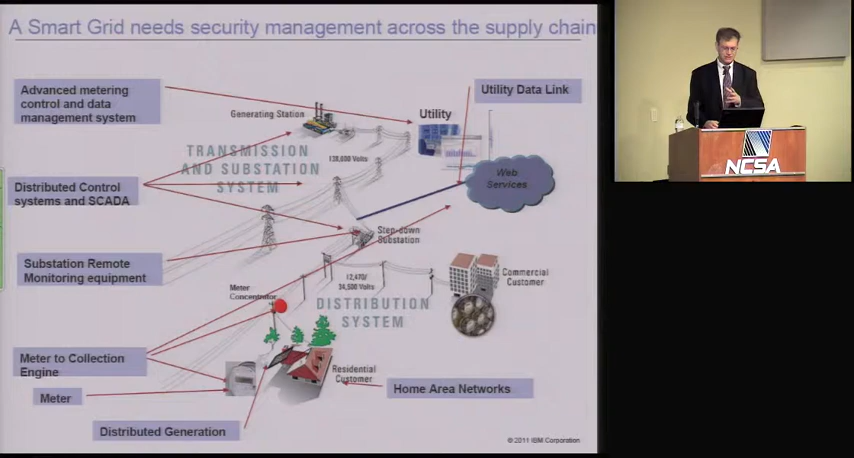 A Smart Grid needs security management across the supply chain
Advanced metering
control and data
management system
Generating Station
Utility
Utility Data Link
TRANSMISSION
AND SUBSTATION
SYSTEM
138,000 Volts
Web
Services
Distributed Control
systems and SCADA
Step-down
Substation
Substation Remote
Monitoring equipment
12,470/
34,500 Volts
Commercial
Customer
Meter
Concentrator
DISTRIBUTION
SYSTEM
Meter to Collection
Engine
Residential
Customer
Home Area Networks
Meter
Distributed Generation
© 2011 IBM Corporation
NCSA